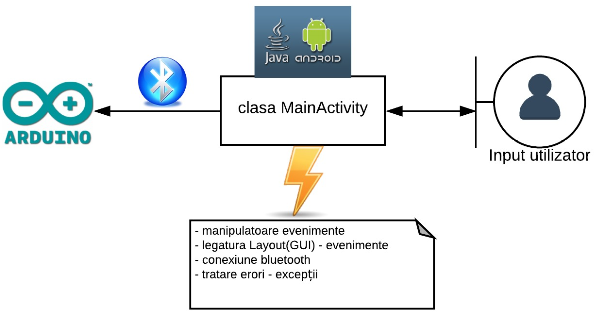 Java ANDROID
clasa MainActivity
ARDUINO
Input utilizator
- manipulatoare evenimente
- legatura Layout(GUI) - evenimente
- conexiune bluetooth
- tratare erori - excepții